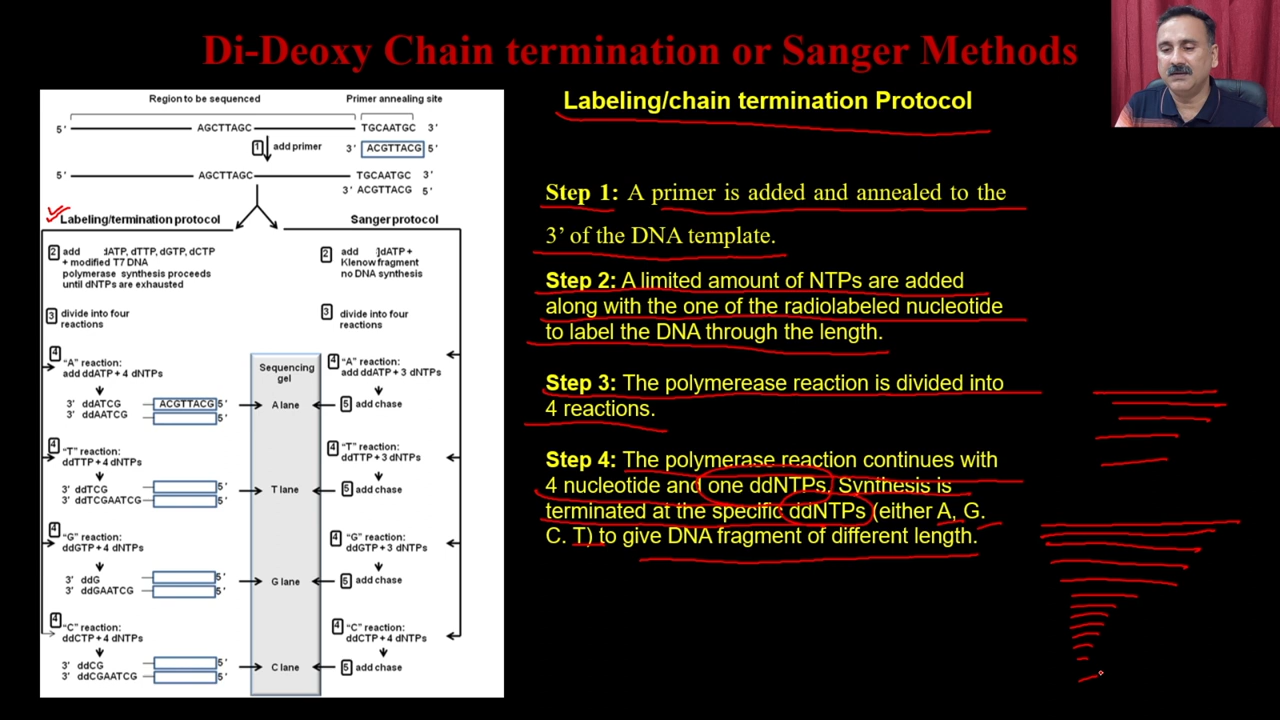 Di-Deoxy Chain termination or Sanger Methods
Region to be sequenced
Primer annealing site
5' AGCTTAGC TGCAATGC 3'
1 add primer 3' ACGTTACG 5'
5' AGCTTAGC TGCAATGC 3'
3' ACGTTACG 5'
Labeling/termination protocol
2 add dATP, dTTP, dGTP, dCTP
+ modified T7 DNA
polymerase synthesis proceeds
until dNTPs are exhausted
3 divide into four
reactions
4 "A" reaction:
add ddATP + 4 dNTPs
3' ddATCG ACGTTACG 5'
3' ddAATCG 5'
4 "T" reaction:
ddTTP + 4 dNTPs
3' ddTCG 5'
3' ddTCGAATCG 5'
4 "G" reaction:
ddGTP + 4 dNTPs
3' ddG 5'
3' ddGAATCG 5'
4 "C" reaction:
ddCTP + 4 dNTPs
3' ddCG 5'
3' ddCGAATCG 5'
Sequencing
gel
A lane
T lane
G lane
C lane
Sanger protocol
2 add ]dATP +
Klenow fragment
no DNA synthesis
3 divide into four
reactions
4 "A" reaction:
add ddATP + 3 dNTPs
5 add chase
4 "T" reaction:
ddTTP + 3 dNTPs
5 add chase
4 "G" reaction:
ddGTP + 3 dNTPs
5 add chase
4 "C" reaction:
ddCTP + 4 dNTPs
5 add chase
Labeling/chain termination Protocol
Step 1: A primer is added and annealed to the
3' of the DNA template.
Step 2: A limited amount of NTPs are added
along with the one of the radiolabeled nucleotide
to label the DNA through the length.
Step 3: The polymerease reaction is divided into
4 reactions.
Step 4: The polymerase reaction continues with
4 nucleotide and one ddNTPs. Synthesis is
terminated at the specific ddNTPs (either A, G.
C. T) to give DNA fragment of different length.